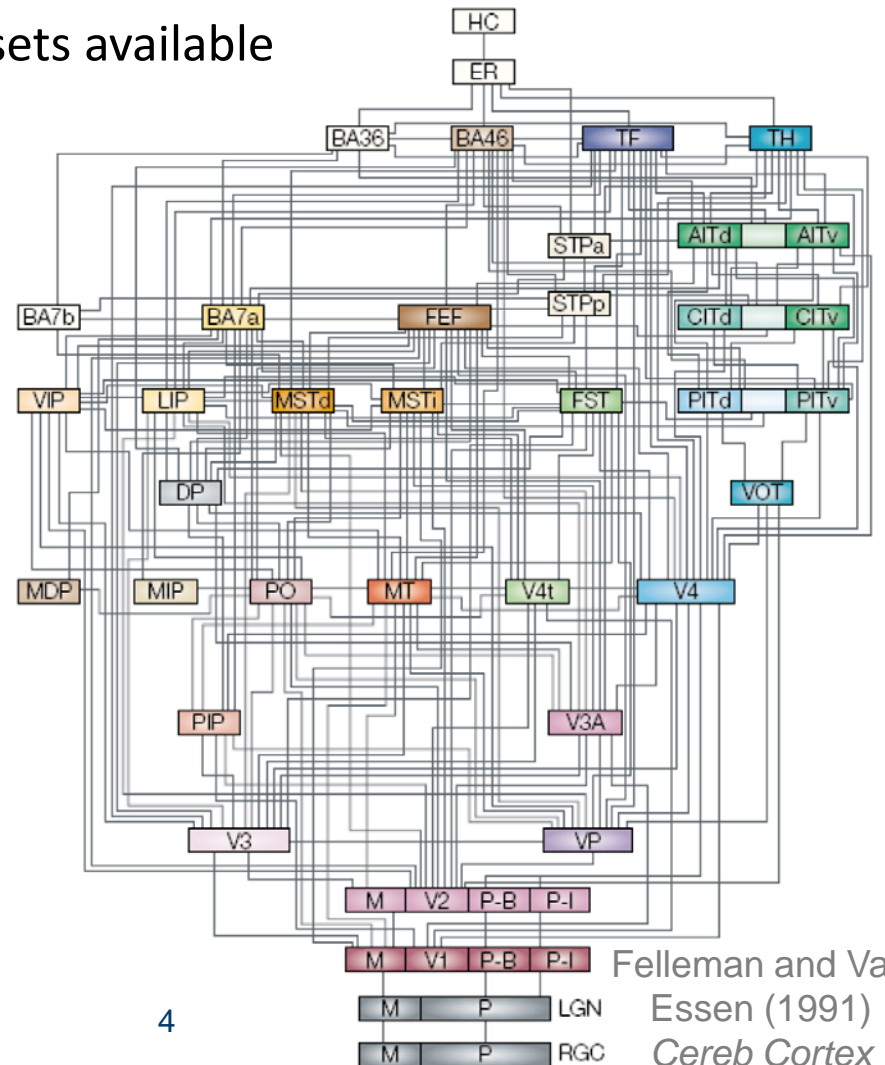 sets available
HC
ER
BA36 BA46 TF TH
STPa AITd AITv
BA7b BA7a FEF STPp CITd CITv
VIP LIP MSTd MSTi FST PITd PITv
DP VOT
MDP MIP PO MT V4t V4
PIP V3A
V3 VP
M V2 P-B P-I
M V1 P-B P-I
M P LGN
M P RGC
Felleman and Va
Essen (1991)
Cereb Cortex
4